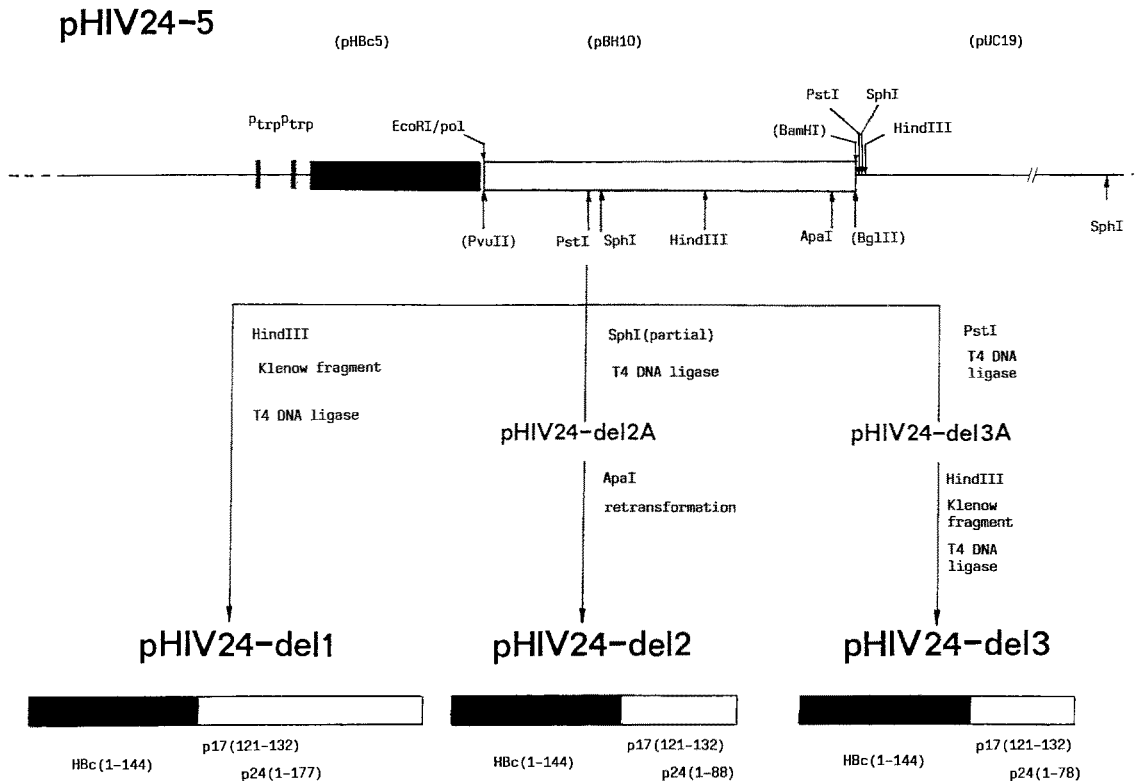 pHIV24-5
(pHBc5) (pBH10) (pUC19)
PstI SphI
PtrpPtrp EcoRI/pol (BamHI) HindIII
(PvuII) PstI SphI HindIII ApaI (BglII) SphI
HindIII
Klenow fragment
T4 DNA ligase
SphI(partial)
T4 DNA ligase
PstI
T4 DNA
ligase
pHIV24-del2A
pHIV24-del3A
ApaI
retransformation
HindIII
Klenow
fragment
T4 DNA
ligase
pHIV24-del1
pHIV24-del2
pHIV24-del3
HBc(1-144)
p17(121-132)
p24(1-177)
HBc(1-144)
p17(121-132)
p24(1-88)
HBc(1-144)
p17(121-132)
p24(1-78)